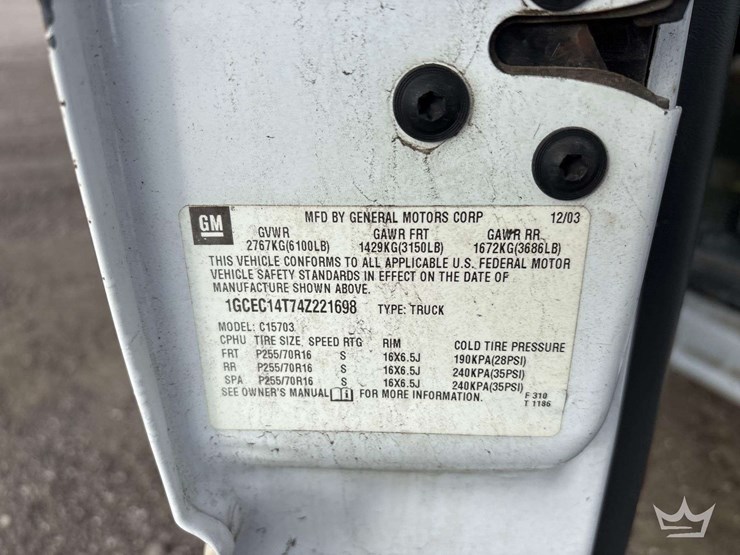 GM MFD BY GENERAL MOTORS CORP 12/03
GVWR GAWR FRT GAWR RR
2767KG(6100LB) 1429KG(3150LB) 1672KG(3686LB)
THIS VEHICLE CONFORMS TO ALL APPLICABLE U.S. FEDERAL MOTOR
VEHICLE SAFETY STANDARDS IN EFFECT ON THE DATE OF
MANUFACTURE SHOWN ABOVE.
1GCEC14T74Z221698 TYPE: TRUCK
MODEL: C15703
CPHU TIRE SIZE SPEED RTG RIM COLD TIRE PRESSURE
FRT P255/70R16 S 16X6.5J 190KPA(28PSI)
RR P255/70R16 S 16X6.5J 240KPA(35PSI)
SPA P255/70R16 S 16X6.5J 240KPA(35PSI)
SEE OWNER'S MANUAL FOR MORE INFORMATION.
F 310
T 1186